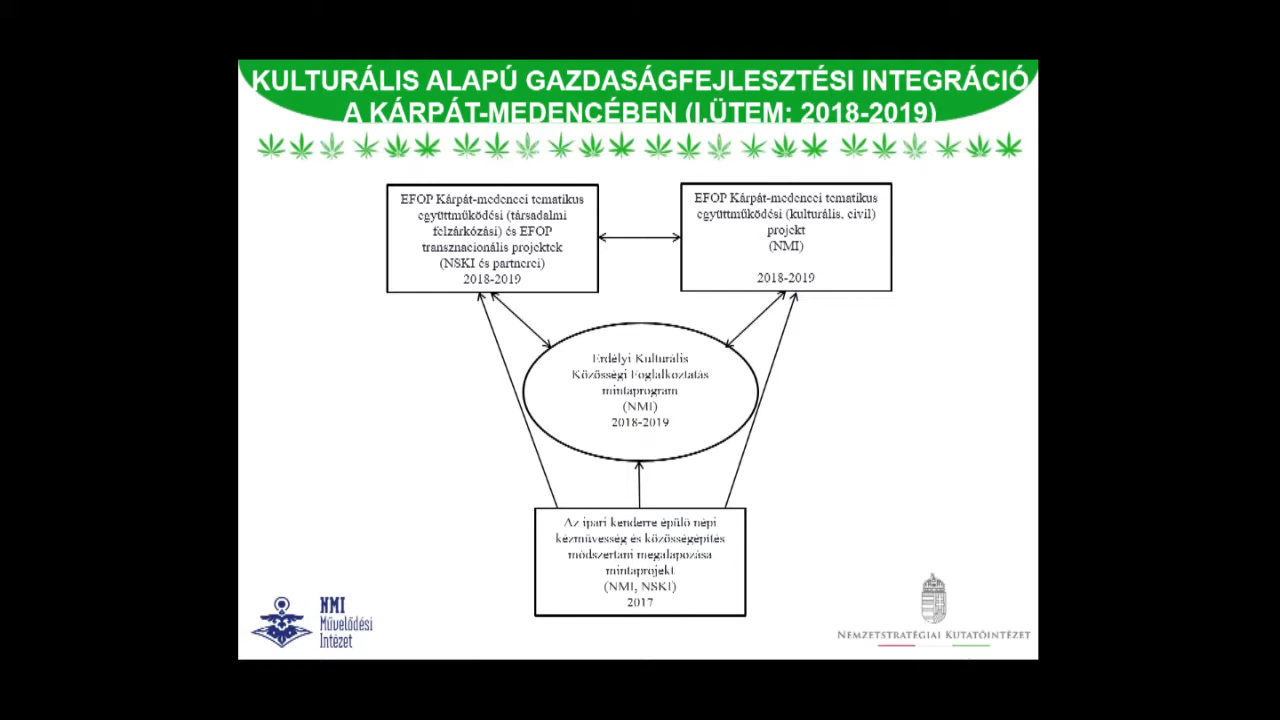 KULTURÁLIS ALAPÚ GAZDASÁGFEJLESZTÉSI INTEGRÁCIÓ
A KÁRPÁT-MEDENCÉBEN (I.ÜTEM: 2018-2019)
EFOP Kárpát-medencei tematikus
együttműködési (társadalmi
felzárkózási) és EFOP
transznacionális projektek
(NSKI és partnerei)
2018-2019
EFOP Kárpát-medencei tematikus
együttműködési (kulturális, civil)
projekt
(NMI)
2018-2019
Erdélyi Kulturális
Közösségi Foglalkoztatás
mintaprogram
(NMI)
2018-2019
Az ipari kenderre épülő népi
kézművesség és közösségépítés
módszertani megalapozása
mintaprojekt
(NMI, NSKI)
2017
NMI
Művelődési
Intézet
NEMZETSTRATÉGIAI KUTATÓINTÉZET